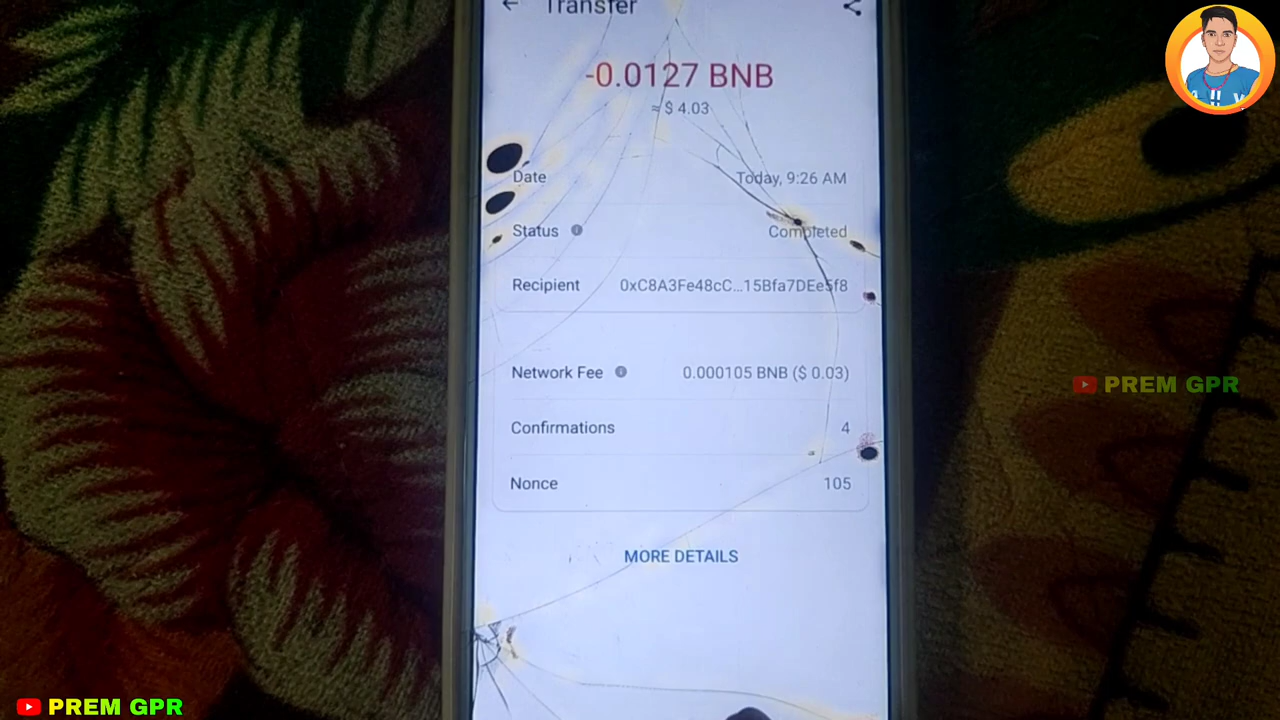 Transfer
-0.0127 BNB
≈ $ 4.03
Date Today, 9:26 AM
Status Completed
Recipient 0xC8A3Fe48cC...15Bfa7DEe5f8
Network Fee 0.000105 BNB ($ 0.03)
Confirmations 4
Nonce 105
MORE DETAILS
PREM GPR
PREM GPR